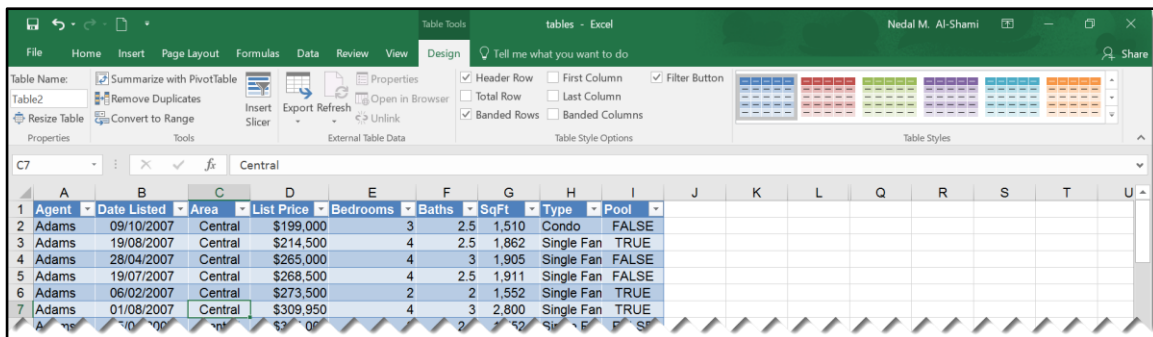 Table Tools tables - Excel Nedal M. Al-Shami
File Home Insert Page Layout Formulas Data Review View Design Tell me what you want to do Share
Table Name: Summarize with PivotTable Properties Header Row First Column Filter Button
Table2 Remove Duplicates Insert Slicer Export Refresh Open in Browser Total Row Last Column
Resize Table Convert to Range Unlink Banded Rows Banded Columns
Properties Tools External Table Data Table Style Options Table Styles
C7 fx Central
A B C D E F G H I J K L Q R S T U
1 Agent Date Listed Area List Price Bedrooms Baths SqFt Type Pool
2 Adams 09/10/2007 Central $199,000 3 2.5 1,510 Condo FALSE
3 Adams 19/08/2007 Central $214,500 4 2.5 1,862 Single Fan TRUE
4 Adams 28/04/2007 Central $265,000 4 3 1,905 Single Fan FALSE
5 Adams 19/07/2007 Central $268,500 4 2.5 1,911 Single Fan FALSE
6 Adams 06/02/2007 Central $273,500 2 2 1,552 Single Fan TRUE
7 Adams 01/08/2007 Central $309,950 4 3 2,800 Single Fan TRUE